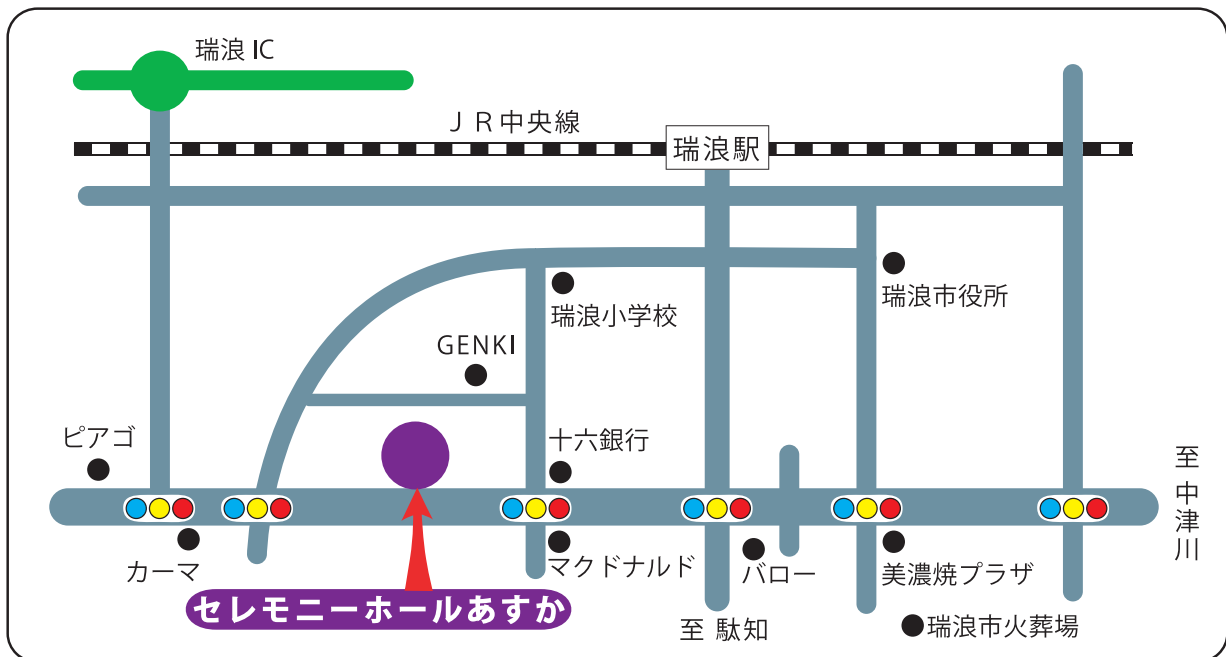 瑞浪 IC
ＪＲ中央線
瑞浪駅
瑞浪市役所
瑞浪小学校
GENKI
ピアゴ
十六銀行
至 中津川
カーマ
マクドナルド
バロー
美濃焼プラザ
セレモニーホールあすか
至 駄知
瑞浪市火葬場